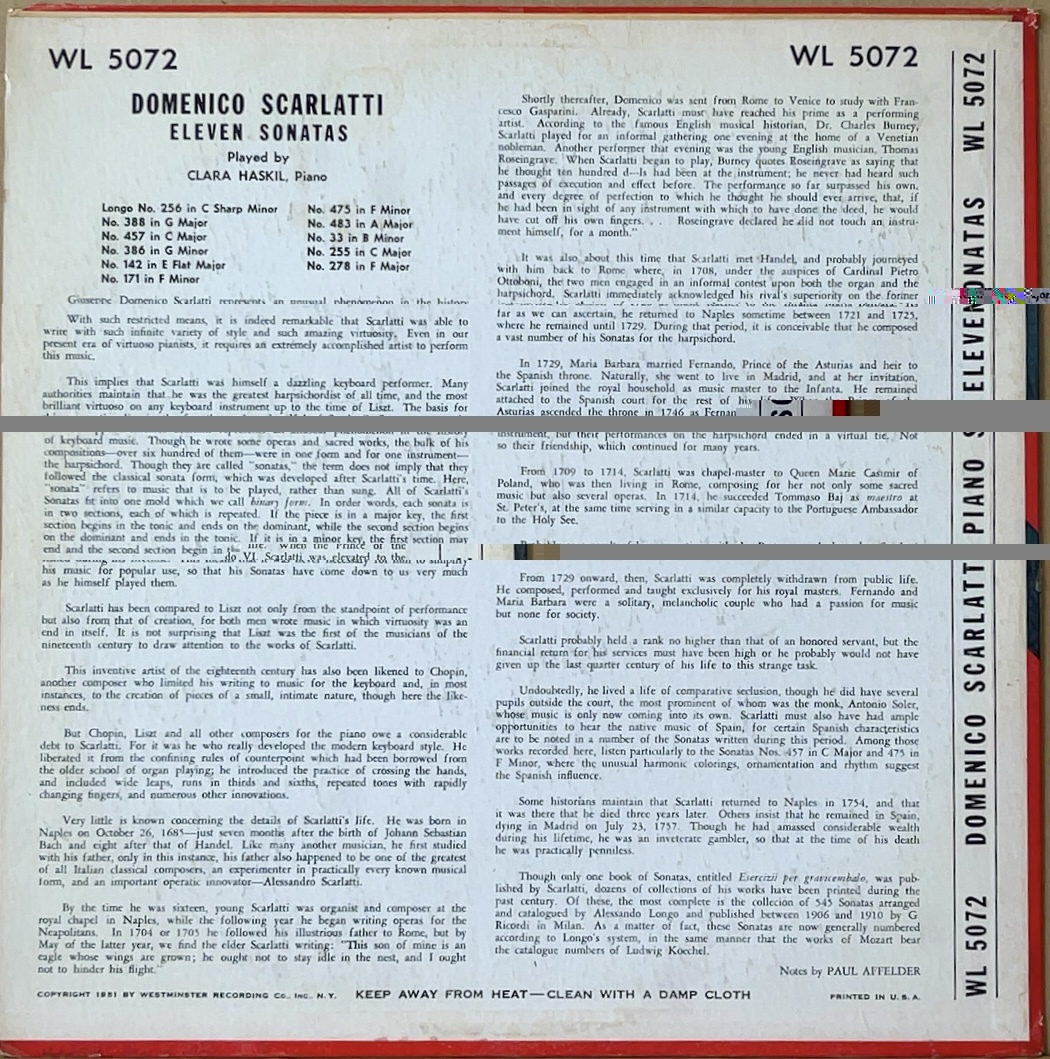 WL 5072
WL 5072
DOMENICO SCARLATTI
ELEVEN SONATAS
Played by
CLARA HASKIL, Piano
Longo No. 256 in C Sharp Minor
No. 388 in G Major
No. 457 in C Major
No. 386 in G Minor
No. 142 in E Flat Major
No. 171 in F Minor
No. 475 in F Minor
No. 483 in A Major
No. 33 in B Minor
No. 255 in C Major
No. 278 in F Major
Giuseppe Domenico Scarlatti represents an unusual phenomenon in the history
With such restricted means, it is indeed remarkable that Scarlatti was able to
write with such infinite variety of style and such amazing virtuosity. Even in our
present era of virtuoso pianists, it requires an extremely accomplished artist to perform
this music.
This implies that Scarlatti was himself a dazzling keyboard performer. Many
authorities maintain that he was the greatest harpsichordist of all time, and the most
brilliant virtuoso on any keyboard instrument up to the time of Liszt. The basis for
of keyboard music. Though he wrote some operas and sacred works, the bulk of his
compositions—over six hundred of them—were in one form and for one instrument—
the harpsichord. Though they are called "sonatas," the term does not imply that they
followed the classical sonata form, which was developed after Scarlatti's time. Here,
"sonata" refers to music that is to be played, rather than sung. All of Scarlatti's
Sonatas fit into one mold which we call binary form. In order words, each sonata is
in two sections, each of which is repeated. If the piece is in a major key, the first
section begins in the tonic and ends on the dominant, while the second section begins
on the dominant and ends in the tonic. If it is in a minor key, the first section may
end and the second section begin in the
do VI, Scarlatti was elevated to the
his music for popular use, so that his Sonatas have come down to us very much
as he himself played them.
Scarlatti has been compared to Liszt not only from the standpoint of performance
but also from that of creation, for both men wrote music in which virtuosity was an
end in itself. It is not surprising that Liszt was the first of the musicians of the
nineteenth century to draw attention to the works of Scarlatti.
This inventive artist of the eighteenth century has also been likened to Chopin,
another composer who limited his writing to music for the keyboard and, in most
instances, to the creation of pieces of a small, intimate nature, though here the like-
ness ends.
But Chopin, Liszt and all other composers for the piano owe a considerable
debt to Scarlatti. For it was he who really developed the modern keyboard style. He
liberated it from the confining rules of counterpoint which had been borrowed from
the older school of organ playing; he introduced the practice of crossing the hands,
and included wide leaps, runs in thirds and sixths, repeated tones with rapidly
changing fingers, and numerous other innovations.
Very little is known concerning the details of Scarlatti's life. He was born in
Naples on October 26, 1685—just seven months after the birth of Johann Sebastian
Bach and eight after that of Handel. Like many another musician, he first studied
with his father, only in this instance, his father also happened to be one of the greatest
of all Italian classical composers, an experimenter in practically every known musical
form, and an important operatic innovator—Alessandro Scarlatti.
By the time he was sixteen, young Scarlatti was organist and composer at the
royal chapel in Naples, while the following year he began writing operas for the
Neapolitans. In 1704 or 1705 he followed his illustrious father to Rome, but by
May of the latter year, we find the elder Scarlatti writing: "This son of mine is an
eagle whose wings are grown; he ought not to stay idle in the nest, and I ought
not to hinder his flight."
Shortly thereafter, Domenico was sent from Rome to Venice to study with Fran-
cesco Gasparini. Already, Scarlatti must have reached his prime as a performing
artist. According to the famous English musical historian, Dr. Charles Burney,
Scarlatti played for an informal gathering one evening at the home of a Venetian
nobleman. Another performer that evening was the young English musician, Thomas
Roseingrave. When Scarlatti began to play, Burney quotes Roseingrave as saying that
he thought ten hundred d---ls had been at the instrument; he never had heard such
passages of execution and effect before. The performance so far surpassed his own,
and every degree of perfection to which he thought he should ever arrive, that, if
he had been in sight of any instrument with which to have done the deed, he would
have cut off his own fingers. . . Roseingrave declared he did not touch an instru-
ment himself, for a month."
It was also about this time that Scarlatti met Handel, and probably journeyed
with him back to Rome where, in 1708, under the auspices of Cardinal Pietro
Ottoboni, the two men engaged in an informal contest upon both the organ and the
harpsichord. Scarlatti immediately acknowledged his rival's superiority on the former
far as we can ascertain, he returned to Naples sometime between 1721 and 1725,
where he remained until 1729. During that period, it is conceivable that he composed
a vast number of his Sonatas for the harpsichord.
In 1729, Maria Barbara married Fernando, Prince of the Asturias and heir to
the Spanish throne. Naturally, she went to live in Madrid, and at her invitation,
Scarlatti joined the royal household as music master to the Infanta. He remained
attached to the Spanish court for the rest of his life. When the Prince of the
Asturias ascended the throne in 1746 as Fernan
instrument, but their performances on the harpsichord ended in a virtual tie. Not
so their friendship, which continued for many years.
From 1709 to 1714, Scarlatti was chapel-master to Queen Marie Casimir of
Poland, who was then living in Rome, composing for her not only some sacred
music but also several operas. In 1714, he succeeded Tommaso Baj as maestro at
St. Peter's, at the same time serving in a similar capacity to the Portuguese Ambassador
to the Holy See.
From 1729 onward, then, Scarlatti was completely withdrawn from public life.
He composed, performed and taught exclusively for his royal masters. Fernando and
Maria Barbara were a solitary, melancholic couple who had a passion for music
but none for society.
Scarlatti probably held a rank no higher than that of an honored servant, but the
financial return for his services must have been high or he probably would not have
given up the last quarter century of his life to this strange task.
Undoubtedly, he lived a life of comparative seclusion, though he did have several
pupils outside the court, the most prominent of whom was the monk, Antonio Soler,
whose music is only now coming into its own. Scarlatti must also have had ample
opportunities to hear the native music of Spain, for certain Spanish characteristics
are to be noted in a number of the Sonatas written during this period. Among those
works recorded here, listen particularly to the Sonatas Nos. 457 in C Major and 475 in
F Minor, where the unusual harmonic colorings, ornamentation and rhythm suggest
the Spanish influence.
Some historians maintain that Scarlatti returned to Naples in 1754, and that
it was there that he died three years later. Others insist that he remained in Spain,
dying in Madrid on July 23, 1757. Though he had amassed considerable wealth
during his lifetime, he was an inveterate gambler, so that at the time of his death
he was practically penniless.
Though only one book of Sonatas, entitled Esercizii per gravicembalo, was pub-
lished by Scarlatti, dozens of collections of his works have been printed during the
past century. Of these, the most complete is the collecion of 545 Sonatas arranged
and catalogued by Alessando Longo and published between 1906 and 1910 by G
Ricordi in Milan. As a matter of fact, these Sonatas are now generally numbered
according to Longo's system, in the same manner that the works of Mozart bear
the catalogue numbers of Ludwig Koechel.
Notes by PAUL AFFELDER
COPYRIGHT 1951 BY WESTMINSTER RECORDING CO., INC., N. Y.
KEEP AWAY FROM HEAT—CLEAN WITH A DAMP CLOTH
PRINTED IN U. S. A.
WL 5072 DOMENICO SCARLATT PIANO S ELEVEN ONATAS WL 5072